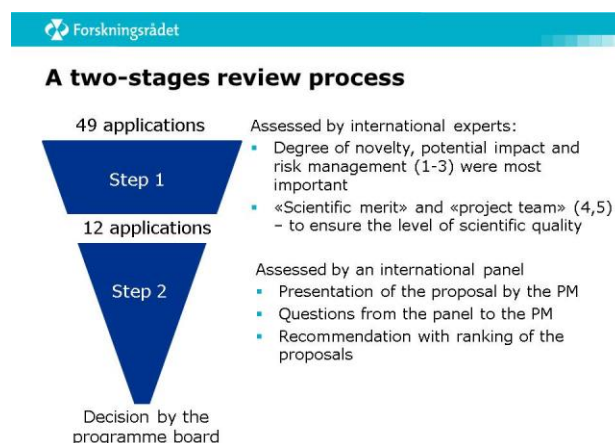 Forskningsrådet
A two-stages review process
49 applications
Step 1
12 applications
Step 2
Decision by the
programme board
Assessed by international experts:
Degree of novelty, potential impact and
risk management (1-3) were most
important
«Scientific merit» and «project team» (4,5)
– to ensure the level of scientific quality
Assessed by an international panel
Presentation of the proposal by the PM
Questions from the panel to the PM
Recommendation with ranking of the
proposals